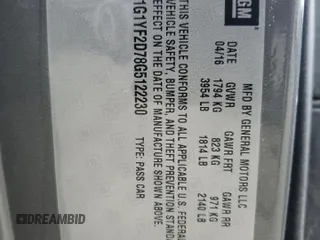 GM
MFD BY GENERAL MOTORS LLC
DATE GVWR GAWR FRT GAWR RR
04/16 1794 KG 823 KG 971 KG
3954 LB 1814 LB 2140 LB
THIS VEHICLE CONFORMS TO ALL APPLICABLE U.S. FEDERAL
VEHICLE SAFETY, BUMPER, AND THEFT PREVENTION STANDA
EFFECT ON THE DATE OF MANUFACTURE SHOWN ABOVE.
1G1YF2D78G5122230 TYPE: PASS CAR
DREAMBID